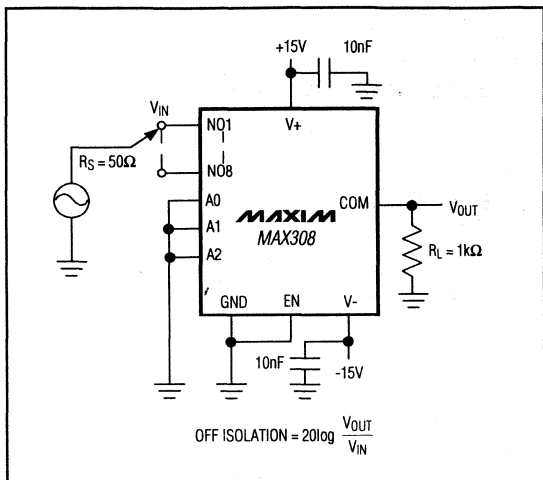 +15V
10nF
VIN
NO1
V+
RS = 50Ω
NO8
A0
COM
VOUT
MAXIM
A1
MAX308
RL = 1kΩ
A2
GND
EN
V-
10nF
-15V
OFF ISOLATION = 20log VOUT
VIN